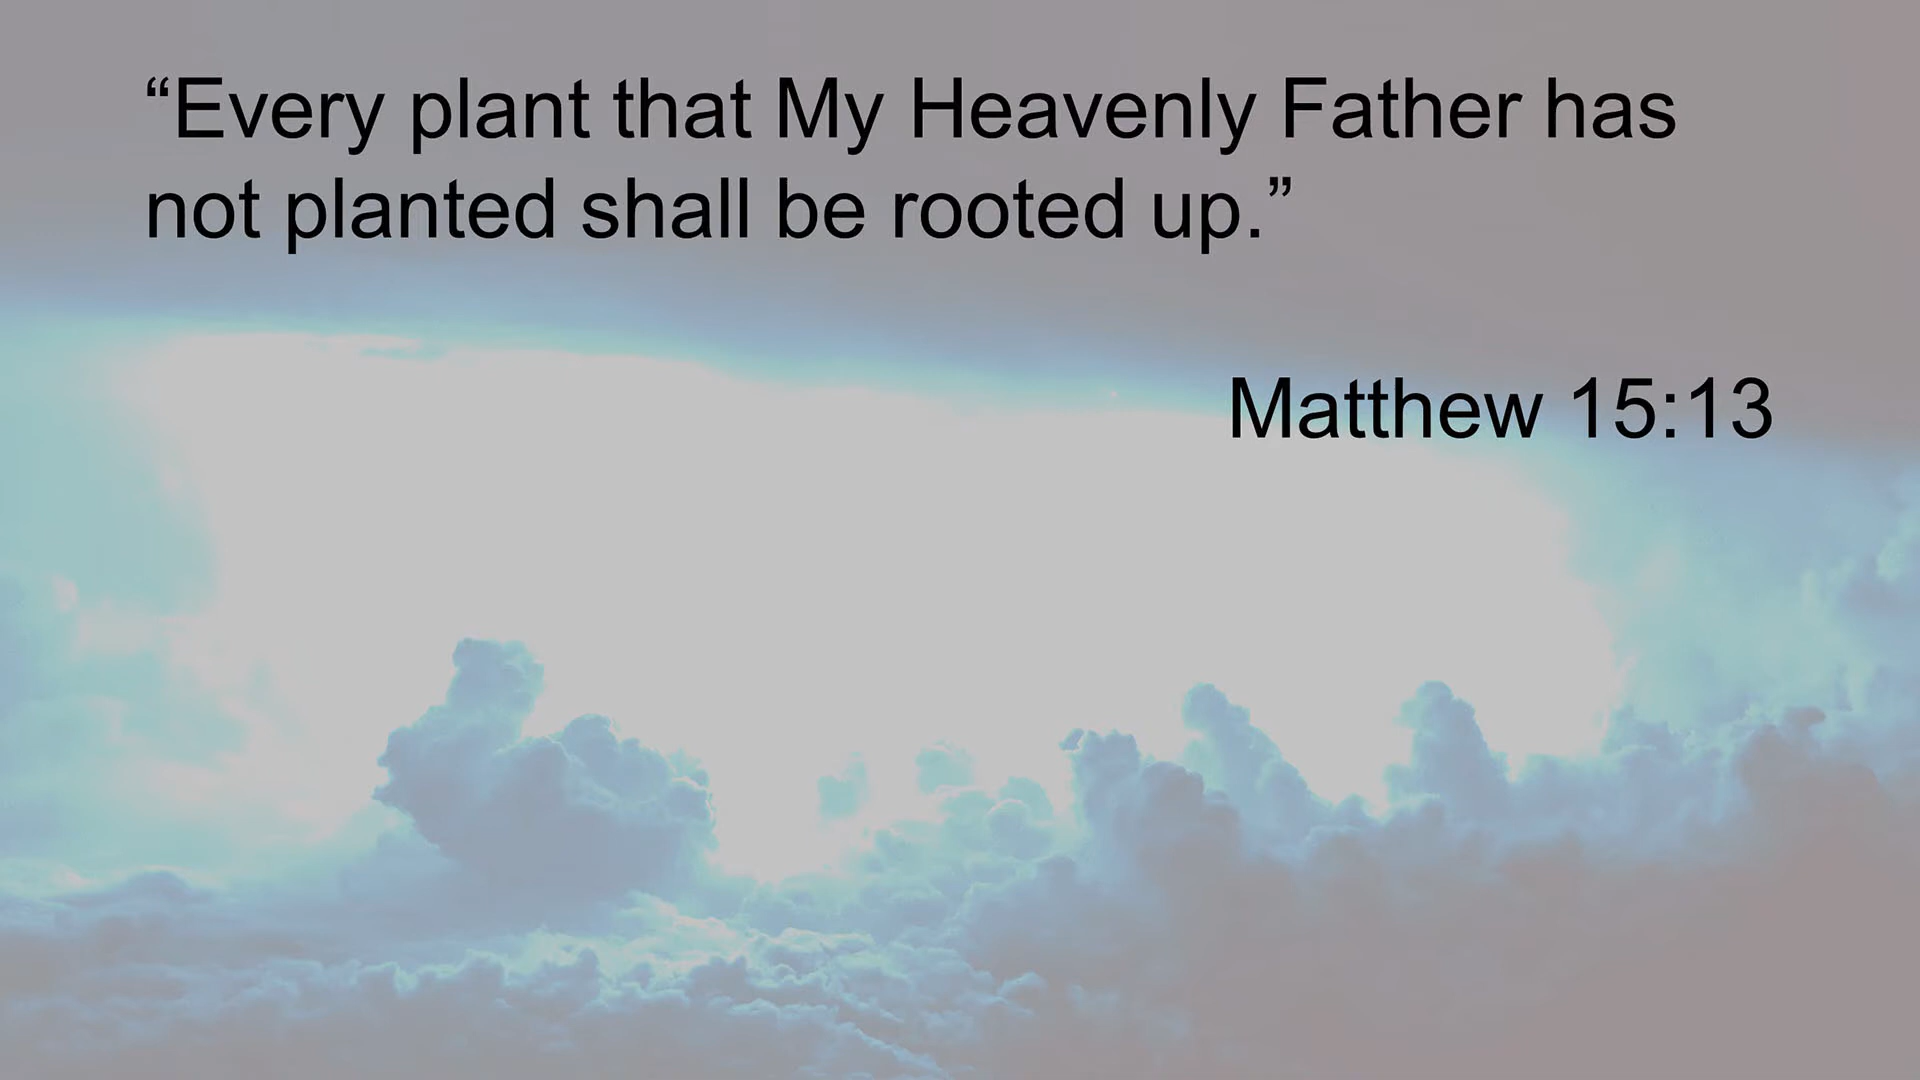 “Every plant that My Heavenly Father has
not planted shall be rooted up.”
Matthew 15:13